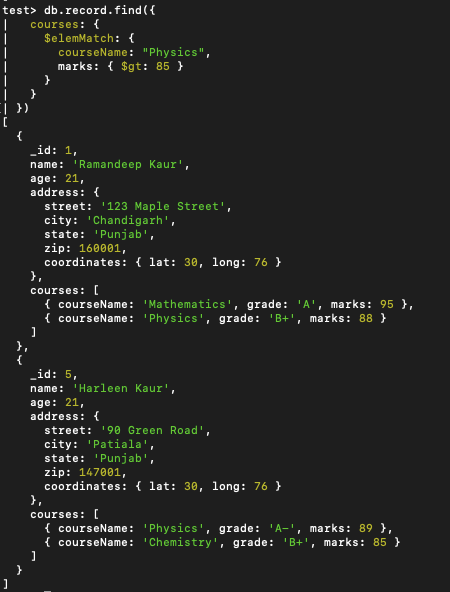 test> db.record.find({
|   courses: {
|     $elemMatch: {
|       courseName: "Physics",
|       marks: { $gt: 85 }
|     }
|   }
| })
[
  {
    _id: 1,
    name: 'Ramandeep Kaur',
    age: 21,
    address: {
      street: '123 Maple Street',
      city: 'Chandigarh',
      state: 'Punjab',
      zip: 160001,
      coordinates: { lat: 30, long: 76 }
    },
    courses: [
      { courseName: 'Mathematics', grade: 'A', marks: 95 },
      { courseName: 'Physics', grade: 'B+', marks: 88 }
    ]
  },
  {
    _id: 5,
    name: 'Harleen Kaur',
    age: 21,
    address: {
      street: '90 Green Road',
      city: 'Patiala',
      state: 'Punjab',
      zip: 147001,
      coordinates: { lat: 30, long: 76 }
    },
    courses: [
      { courseName: 'Physics', grade: 'A-', marks: 89 },
      { courseName: 'Chemistry', grade: 'B+', marks: 85 }
    ]
  }
]